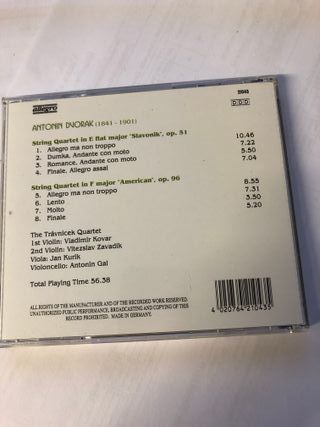 allegro
D1043
DDD
ANTONIN DVORAK (1841 - 1901)
String Quartet in E flat major 'Slavonik', op. 51
1. Allegro ma non troppo 10.46
2. Dumka, Andante con moto 7.22
3. Romance, Andante con moto 5.50
4. Finale, Allegro assai 7.04
String Quartet in F major 'American', op. 96
5. Allegro ma non troppo 8.55
6. Lento 7.31
7. Molto 3.50
8. Finale 5.20
The Trávnicek Quartet
1st Violin: Vladimir Kovar
2nd Violin: Vitezslav Zavadik
Viola: Jan Kurik
Violoncello: Antonin Gal
Total Playing Time 56.38
ALL RIGHTS OF THE MANUFACTURER AND OF THE RECORDED WORK RESERVED.
UNAUTHORIZED PUBLIC PERFORMANCE, BROADCASTING AND COPYING OF THIS
RECORD PROHIBITED. MADE IN GERMANY.
4 020764 210435